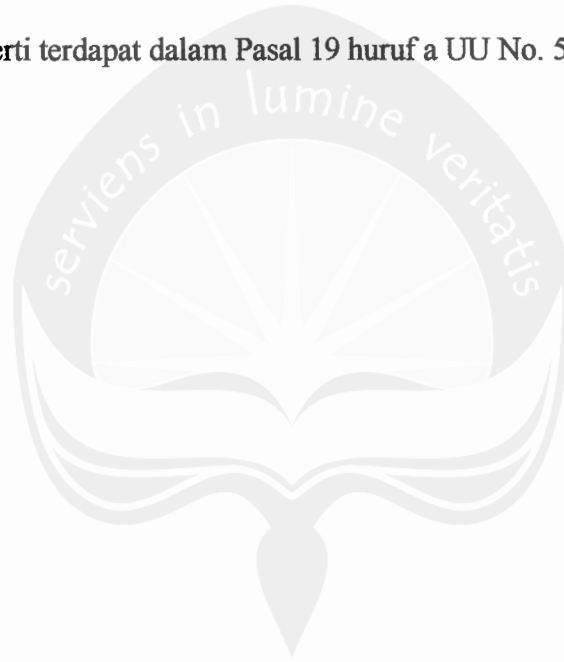 erti terdapat dalam Pasal 19 huruf a UU No. 5
serviens in lumine veritatis